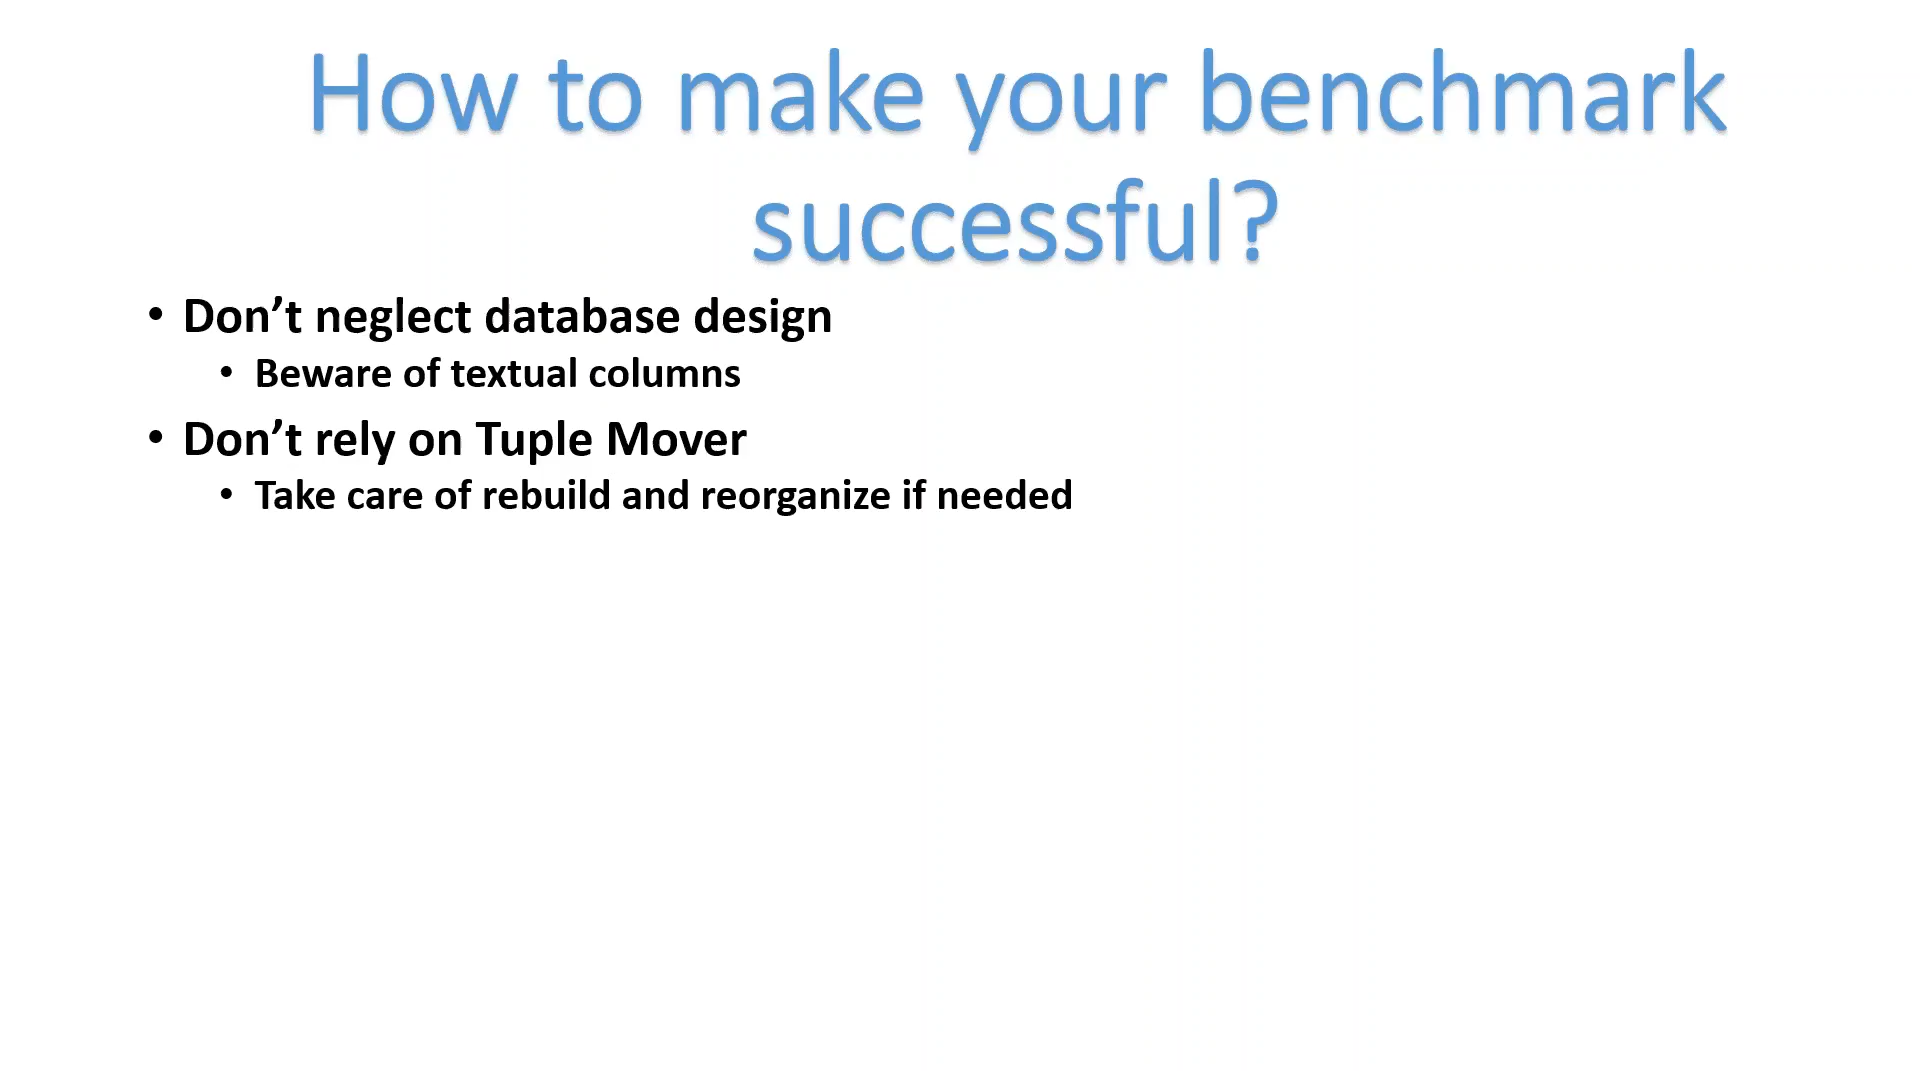 How to make your benchmark
successful?
• Don’t neglect database design
• Beware of textual columns
• Don’t rely on Tuple Mover
• Take care of rebuild and reorganize if needed